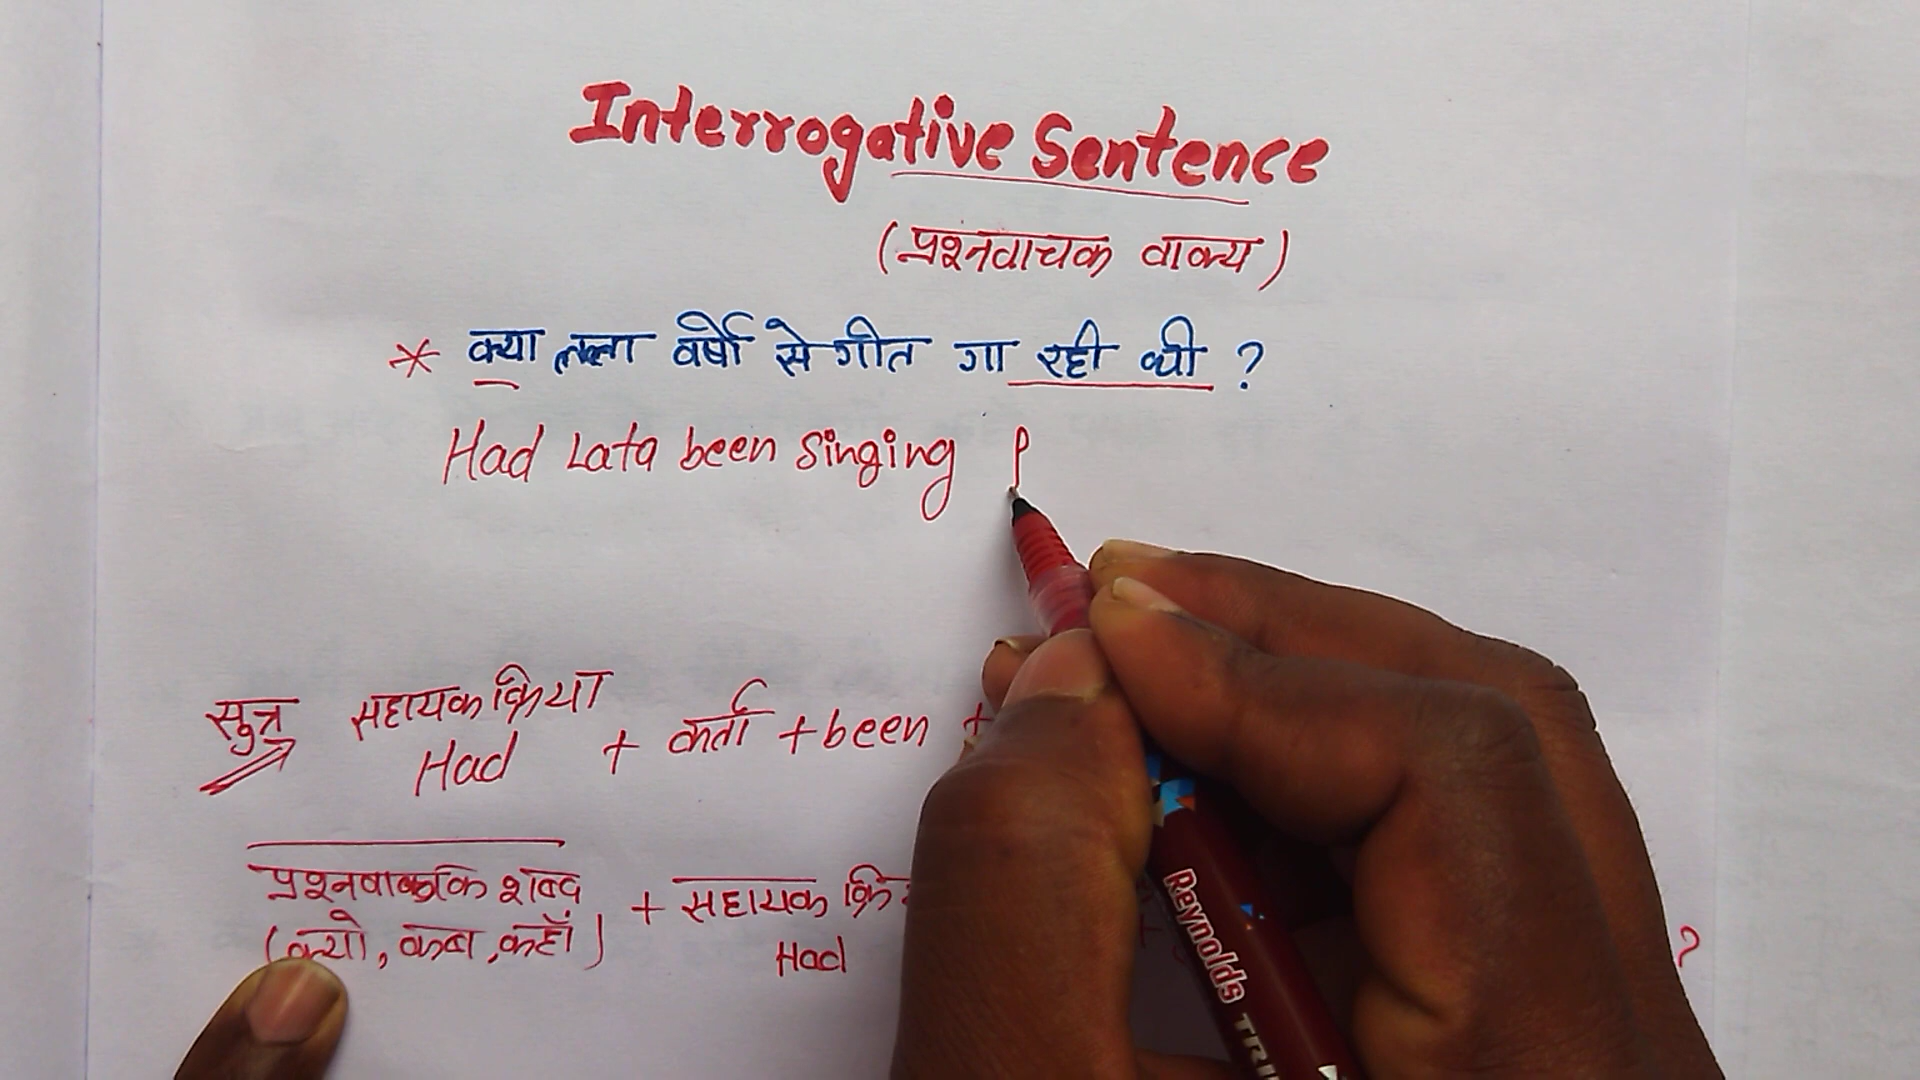 Interrogative Sentence
(प्रश्नवाचक वाक्य)
* क्या लता वर्षो से गीत गा रही थी ?
Had Lata been singing
सुत्र सहायक क्रिया
Had + कर्ता + been +
प्रश्नवाचक शब्द + सहायक
(क्यो, कब, कहाँ) Had ?
Reynolds TRI